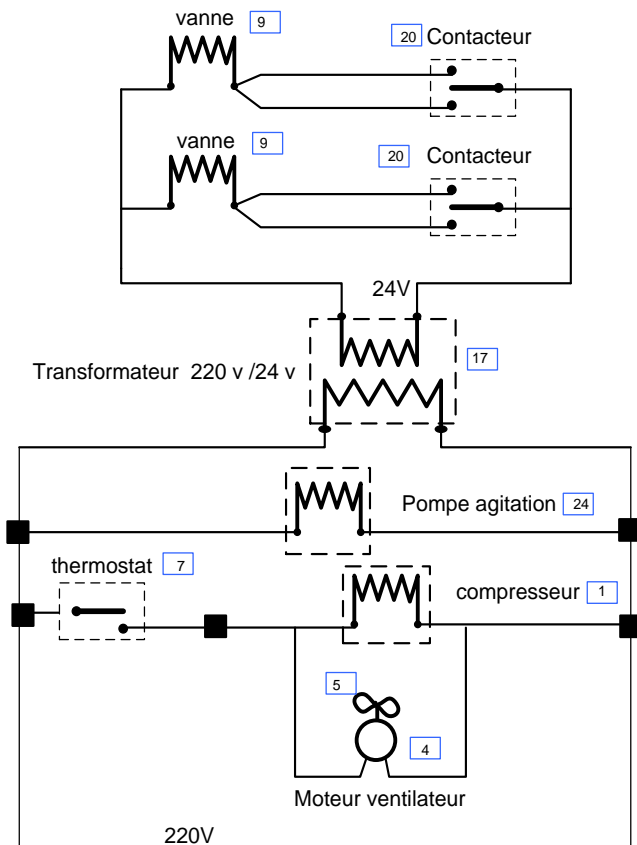 vanne 9
20 Contacteur
vanne 9
20 Contacteur
24V
Transformateur 220 v /24 v
17
Pompe agitation 24
thermostat 7
compresseur 1
5
4
Moteur ventilateur
220V